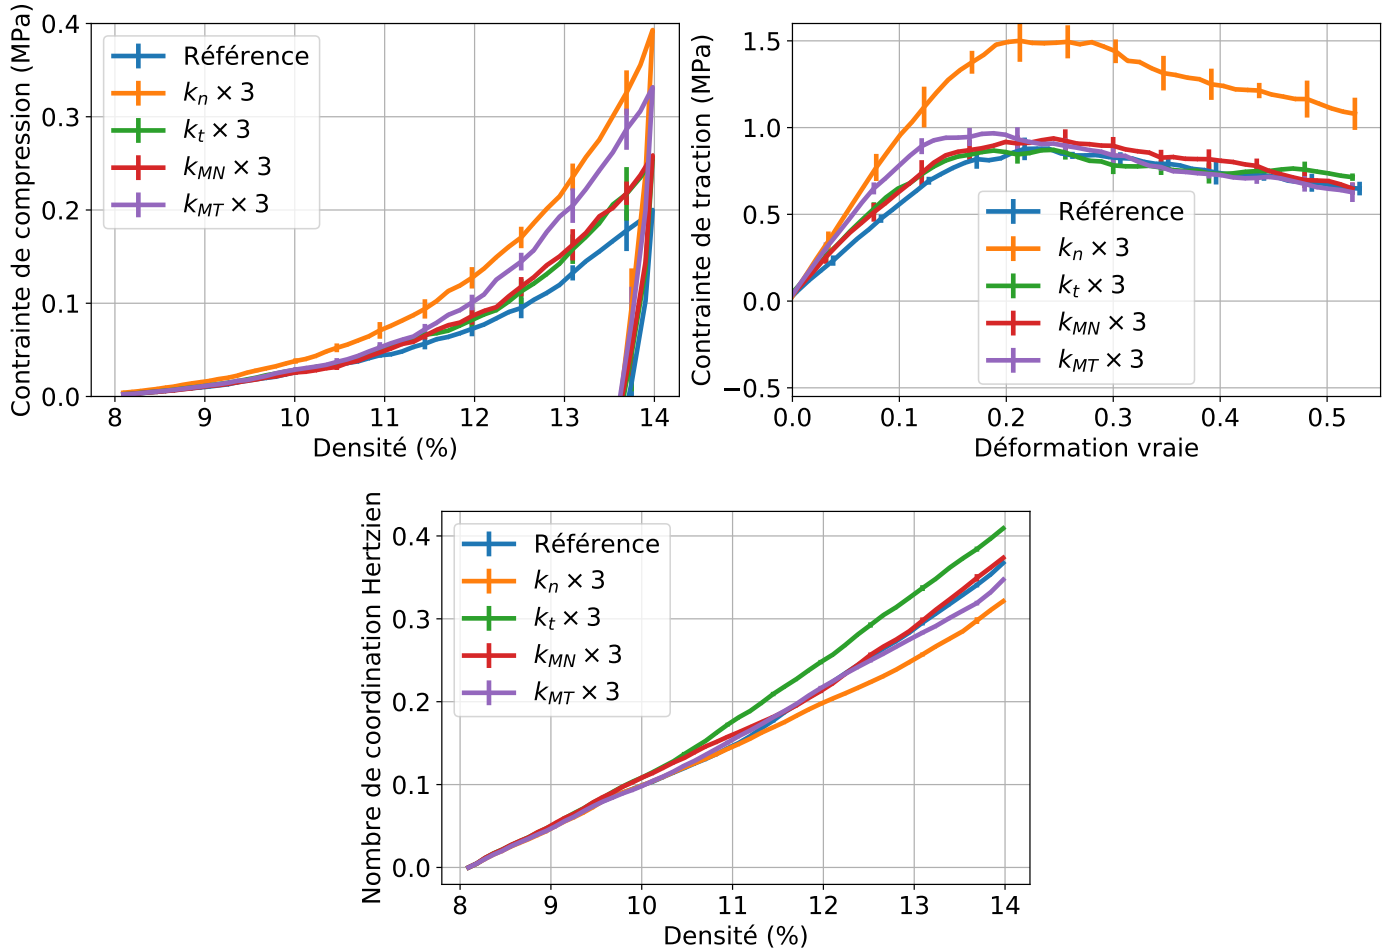 Contrainte de compression (MPa)
0.4
0.3
0.2
0.1
0.0
Référence
k_n × 3
k_t × 3
k_MN × 3
k_MT × 3
8 9 10 11 12 13 14
Densité (%)
Contrainte de traction (MPa)
1.5
1.0
0.5
0.0
−0.5
Référence
k_n × 3
k_t × 3
k_MN × 3
k_MT × 3
0.0 0.1 0.2 0.3 0.4 0.5
Déformation vraie
Nombre de coordination Hertzien
0.4
0.3
0.2
0.1
0.0
Référence
k_n × 3
k_t × 3
k_MN × 3
k_MT × 3
8 9 10 11 12 13 14
Densité (%)